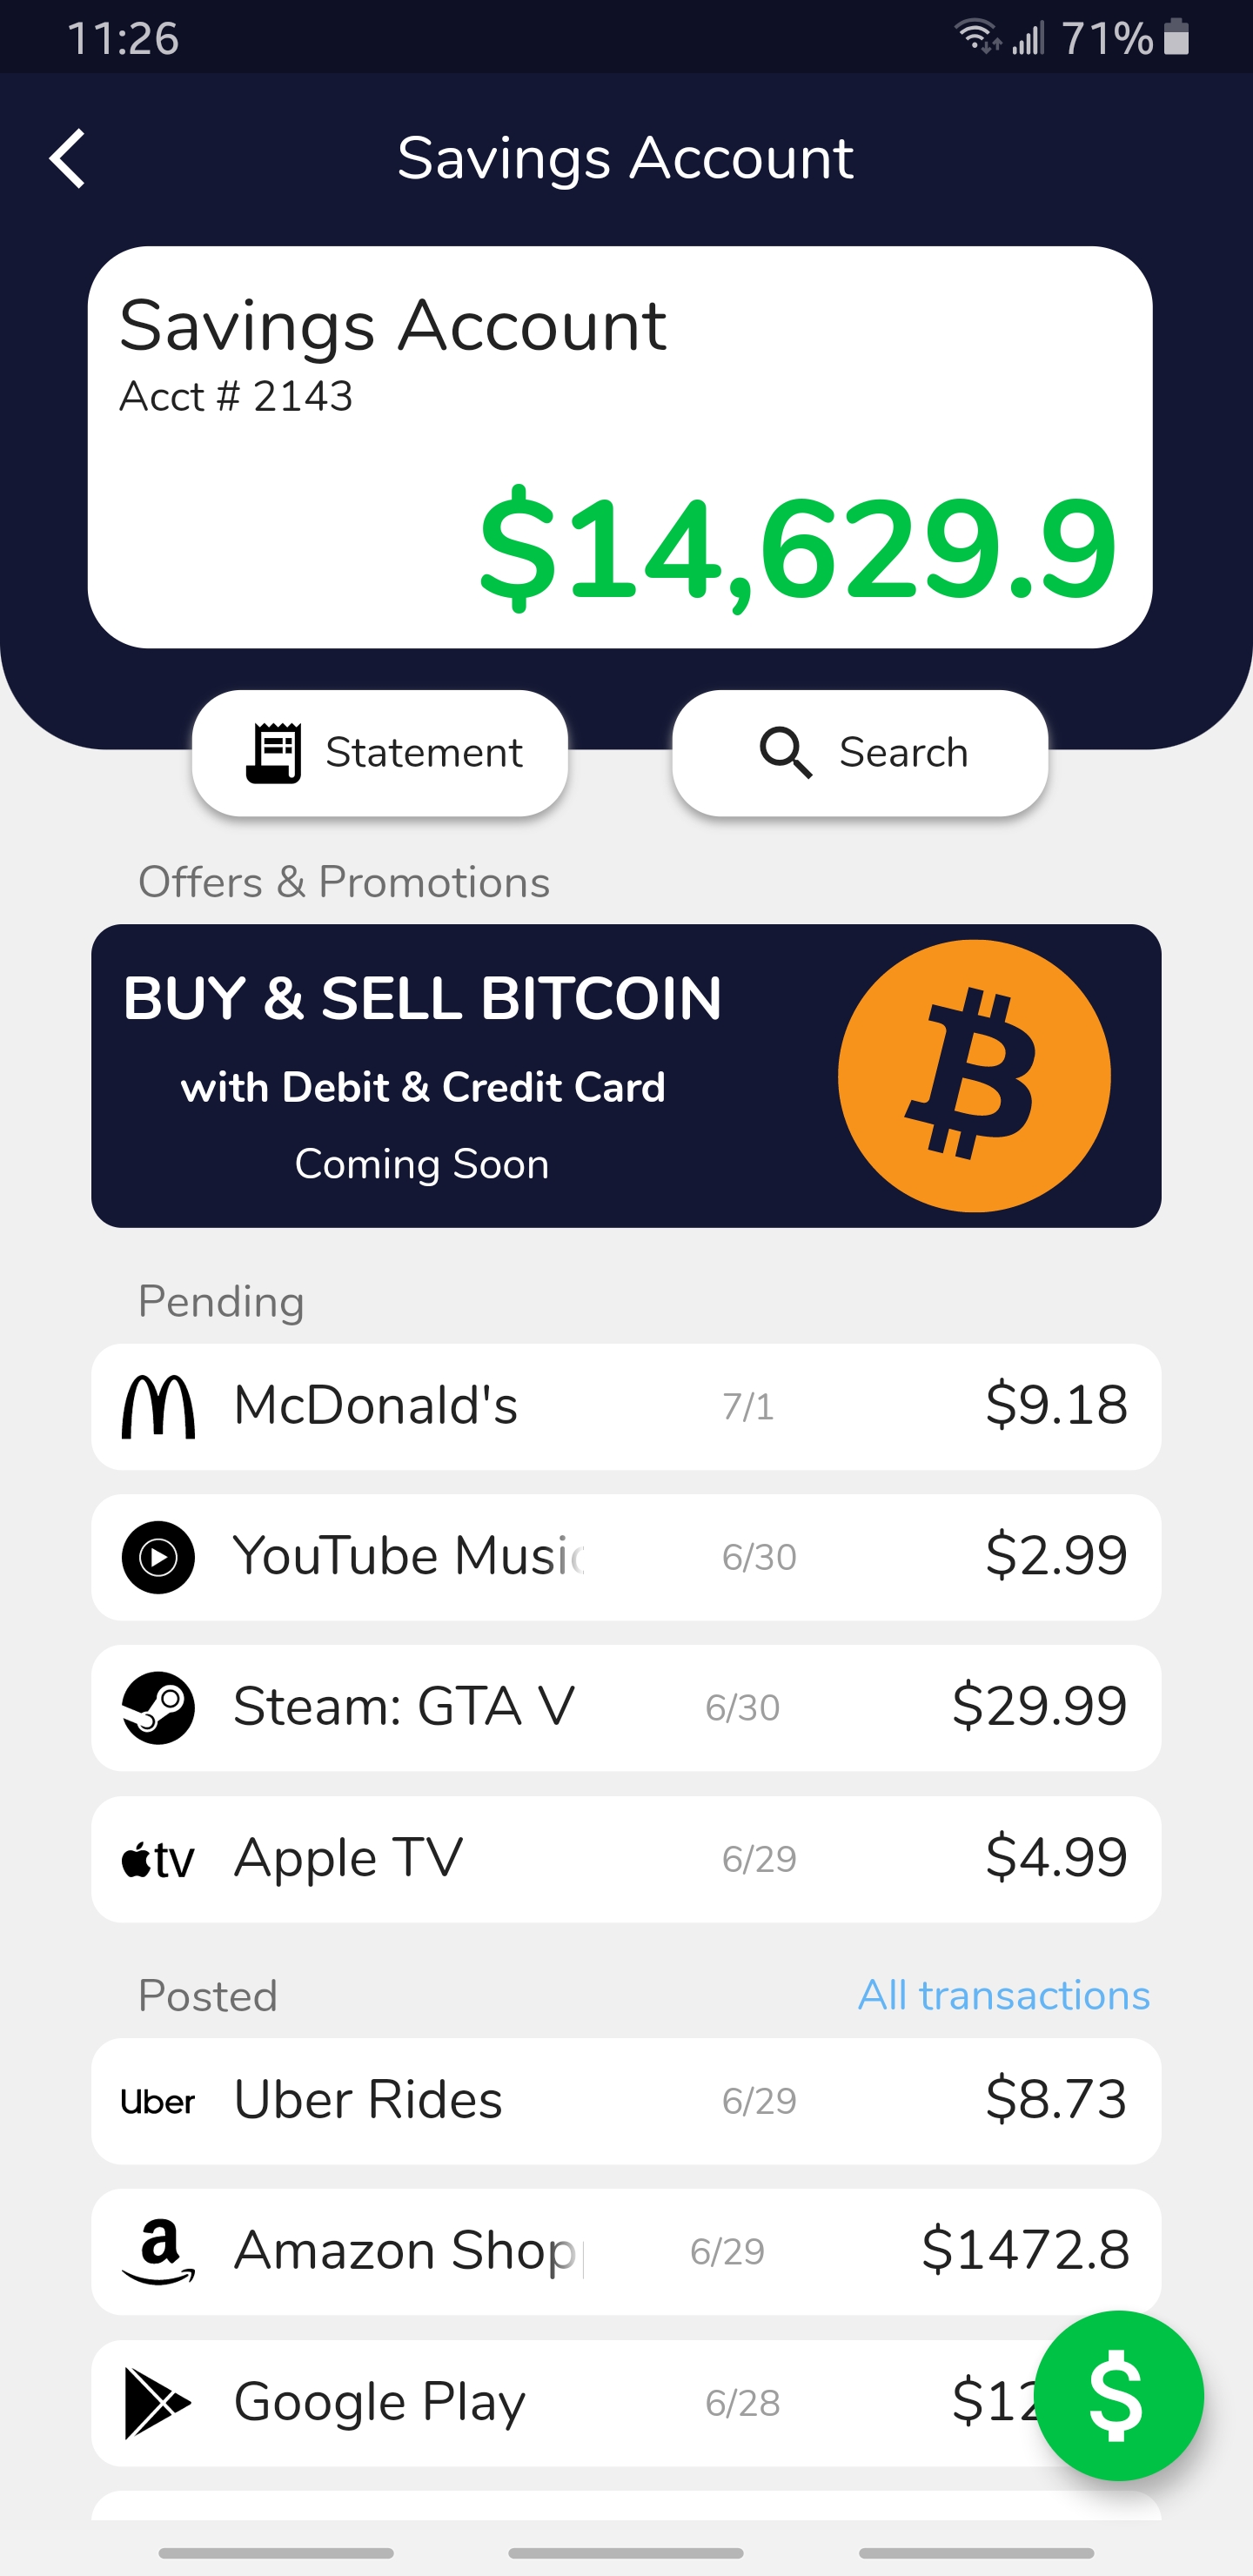 11:26 71%
Savings Account
Savings Account
Acct # 2143
$14,629.9
Statement Search
Offers & Promotions
BUY & SELL BITCOIN
with Debit & Credit Card
Coming Soon
Pending
McDonald's 7/1 $9.18
YouTube Music 6/30 $2.99
Steam: GTA V 6/30 $29.99
tv Apple TV 6/29 $4.99
Posted All transactions
Uber Uber Rides 6/29 $8.73
Amazon Shop 6/29 $1472.8
Google Play 6/28 $12
$